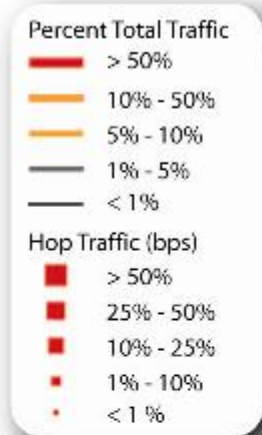 Percent Total Traffic
> 50%
10% - 50%
5% - 10%
1% - 5%
< 1%
Hop Traffic (bps)
> 50%
25% - 50%
10% - 25%
1% - 10%
< 1 %